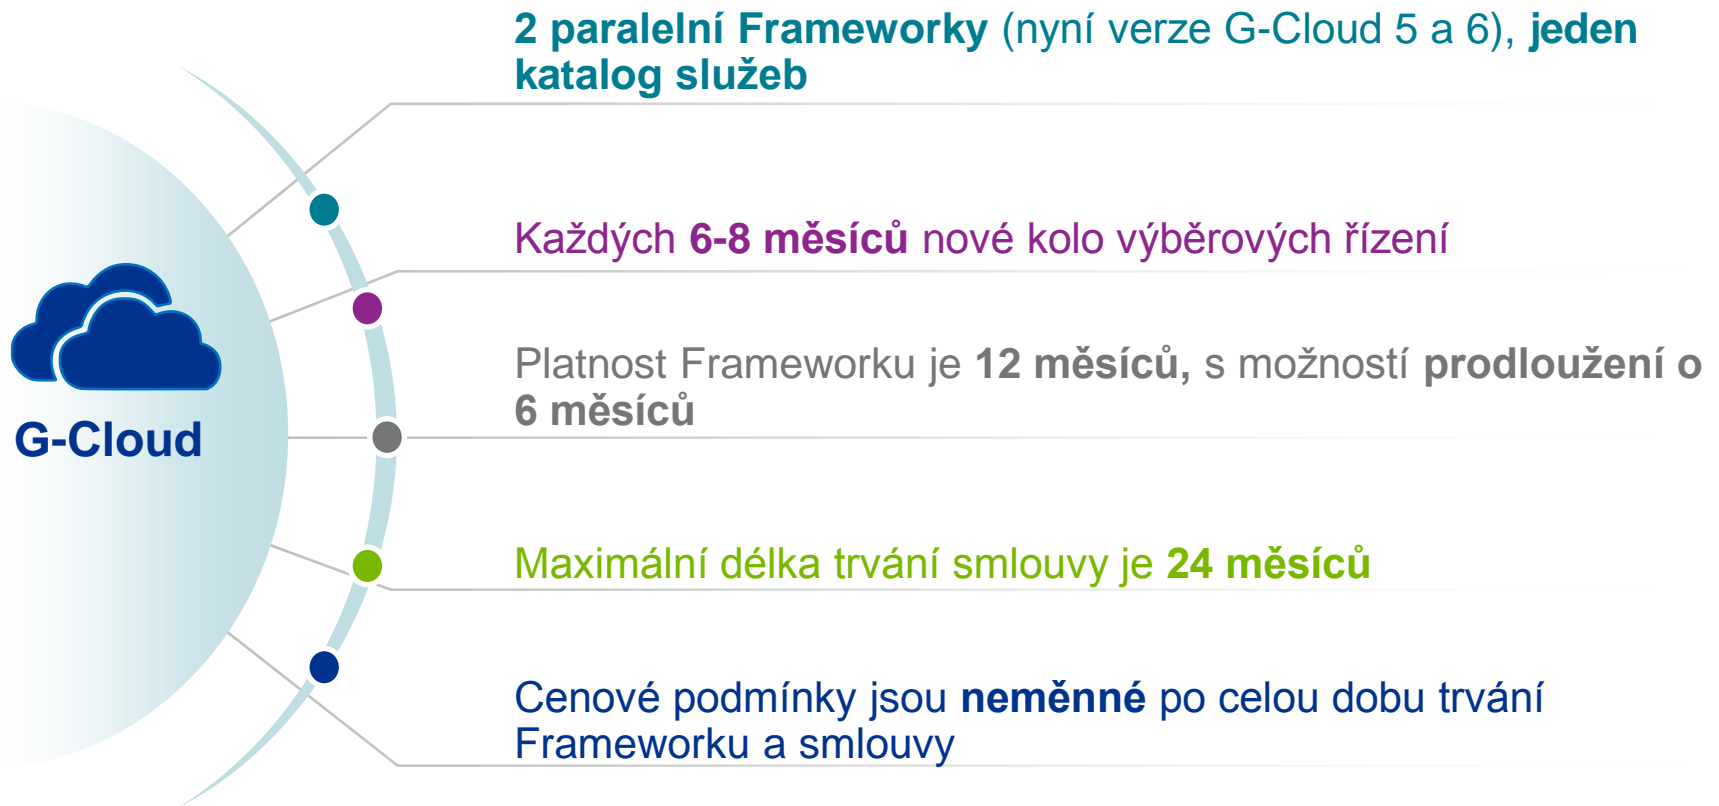 2 paralelní Frameworky (nyní verze G-Cloud 5 a 6), jeden
katalog služeb
Každých 6-8 měsíců nové kolo výběrových řízení
Platnost Frameworku je 12 měsíců, s možností prodloužení o
6 měsíců
G-Cloud
Maximální délka trvání smlouvy je 24 měsíců
Cenové podmínky jsou neměnné po celou dobu trvání
Frameworku a smlouvy